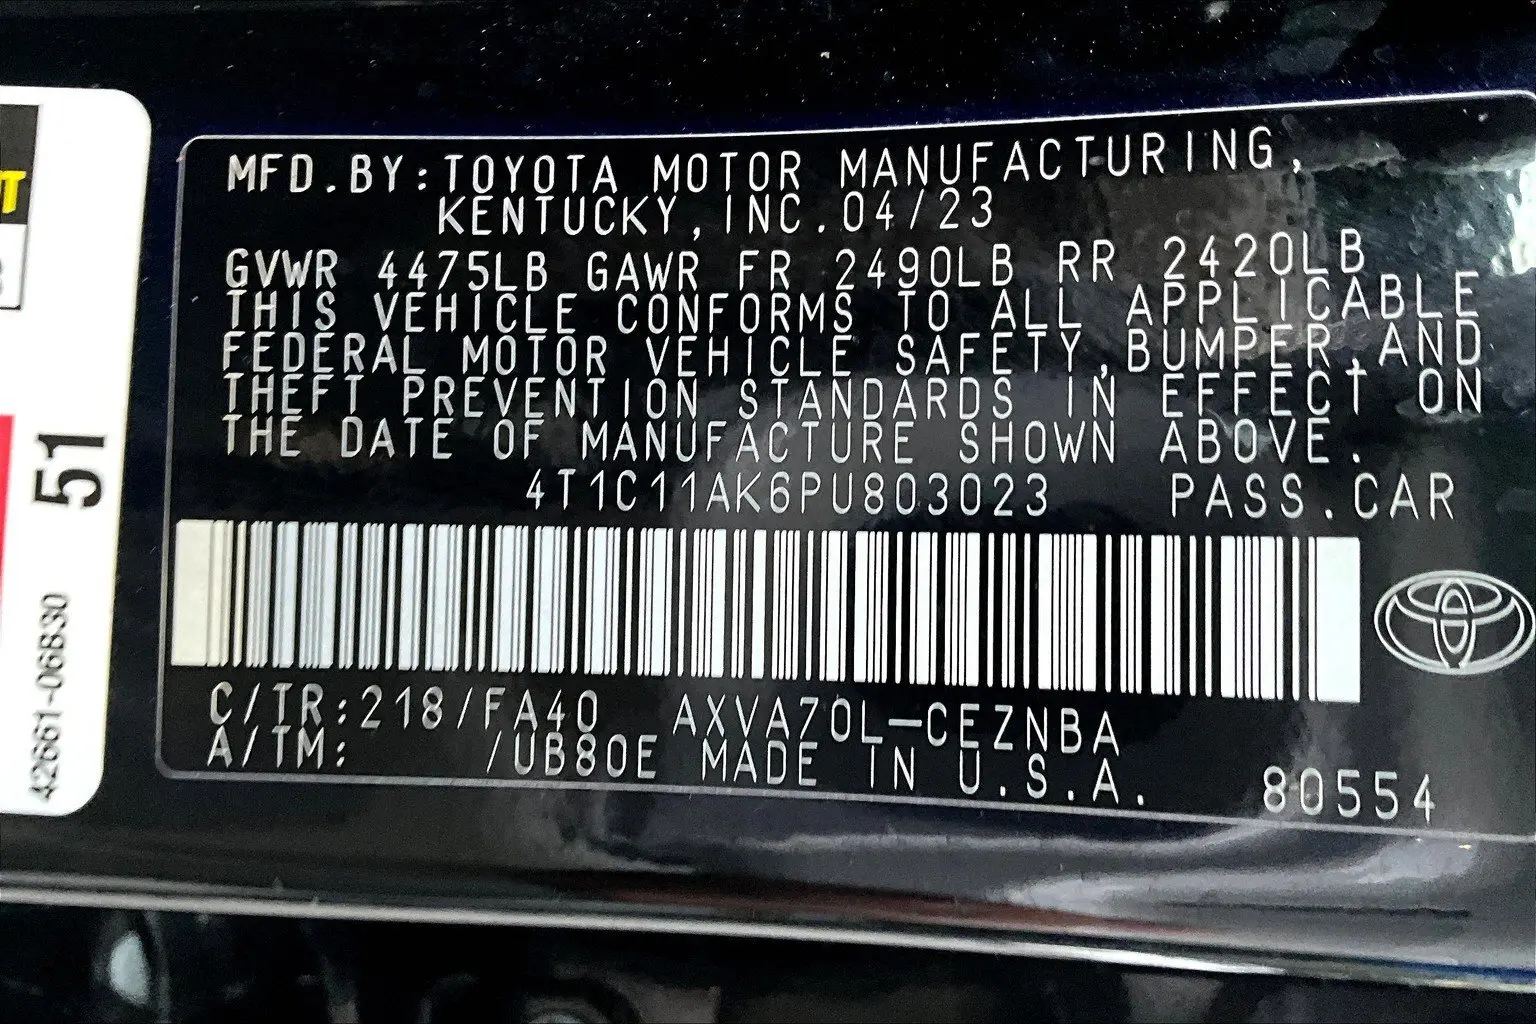 MFD.BY:TOYOTA MOTOR MANUFACTURING,
KENTUCKY,INC.04/23
GVWR 4475LB GAWR FR 2490LB RR 2420LB
THIS VEHICLE CONFORMS TO ALL APPLICABLE
FEDERAL MOTOR VEHICLE SAFETY,BUMPER,AND
THEFT PREVENTION STANDARDS IN EFFECT ON
THE DATE OF MANUFACTURE SHOWN ABOVE.
4T1C11AK6PU803023 PASS.CAR
C/TR:218/FA40 AXVA70L-CEZNBA
A/TM: /UB80E MADE IN U.S.A. 80554
51
42661-06B30